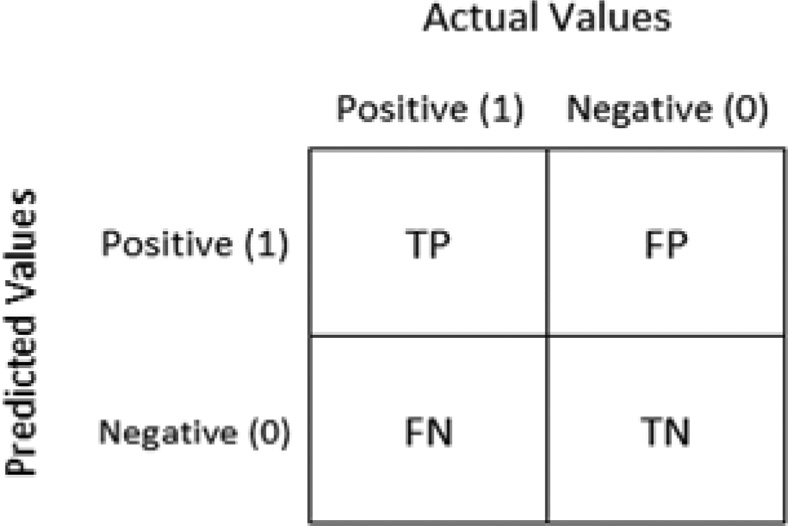 Actual Values
Positive (1) Negative (0)
Predicted Values
Positive (1) TP FP
Negative (0) FN TN